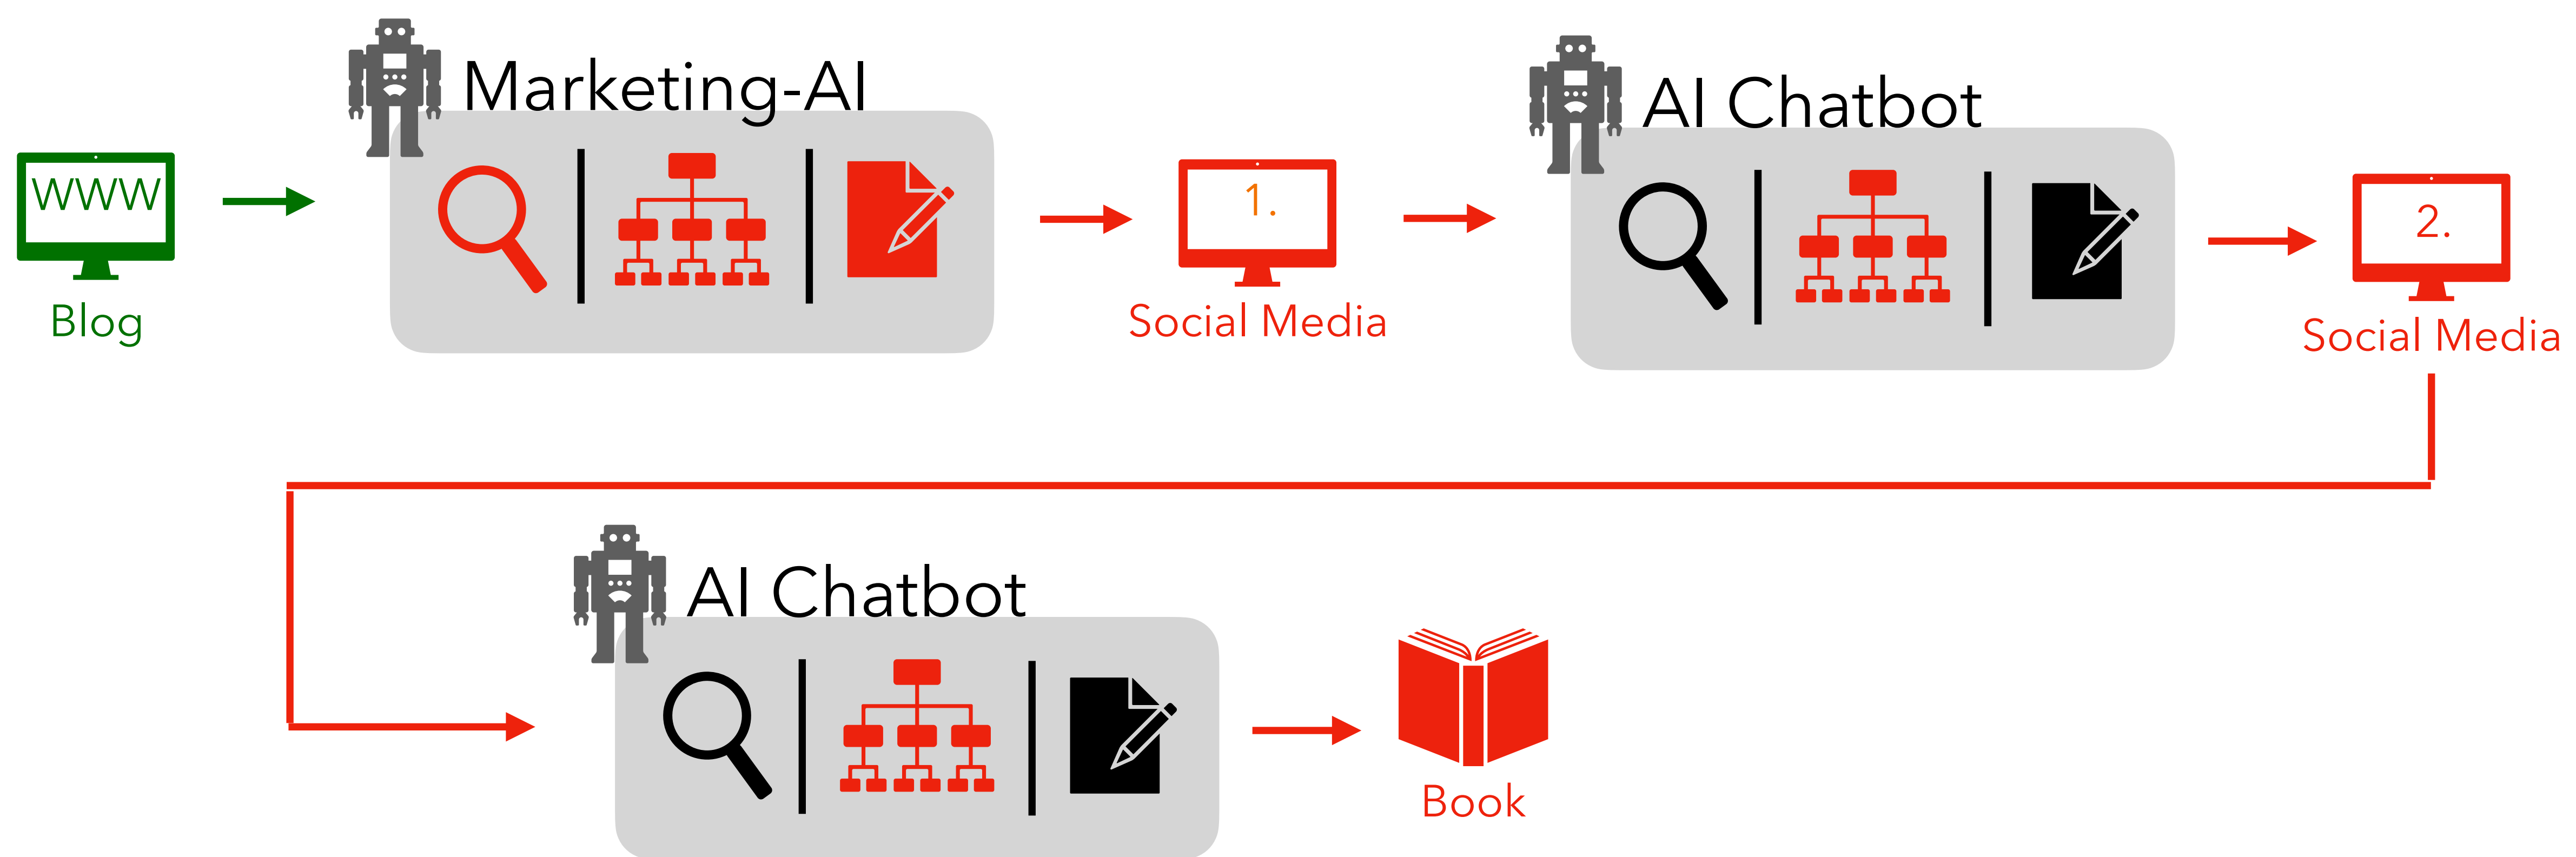 Marketing-AI
AI Chatbot
WWW
1.
2.
Blog
Social Media
Social Media
AI Chatbot
Book